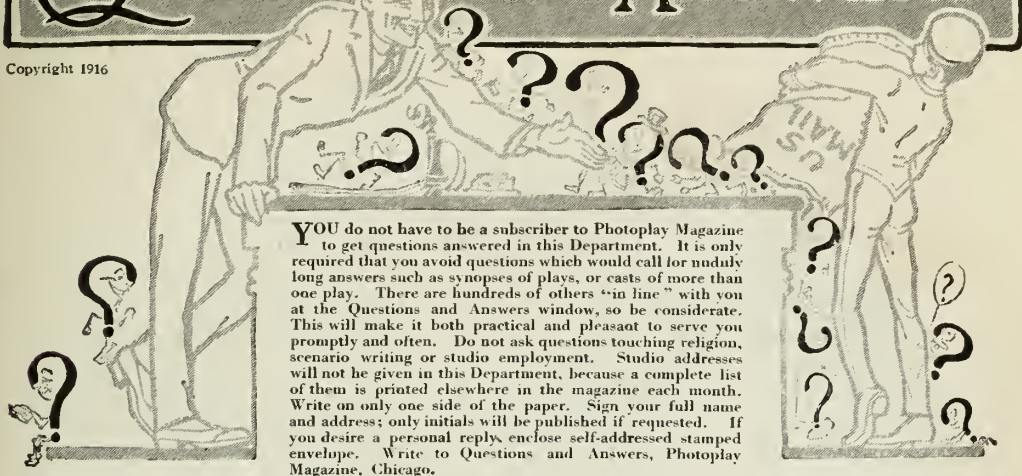 Copyright 1916
U.S
MAIL
YOU do not have to be a subscriber to Photoplay Magazine
to get questions answered in this Department. It is only
required that you avoid questions which would call for unduly
long answers such as synopses of plays, or casts of more than
one play. There are hundreds of others "in line" with you
at the Questions and Answers window, so be considerate.
This will make it both practical and pleasant to serve you
promptly and often. Do not ask questions touching religion,
scenario writing or studio employment. Studio addresses
will not be given in this Department, because a complete list
of them is printed elsewhere in the magazine each month.
Write on only one side of the paper. Sign your full name
and address; only initials will be published if requested. If
you desire a personal reply, enclose self-addressed stamped
envelope. Write to Questions and Answers, Photoplay
Magazine, Chicago.